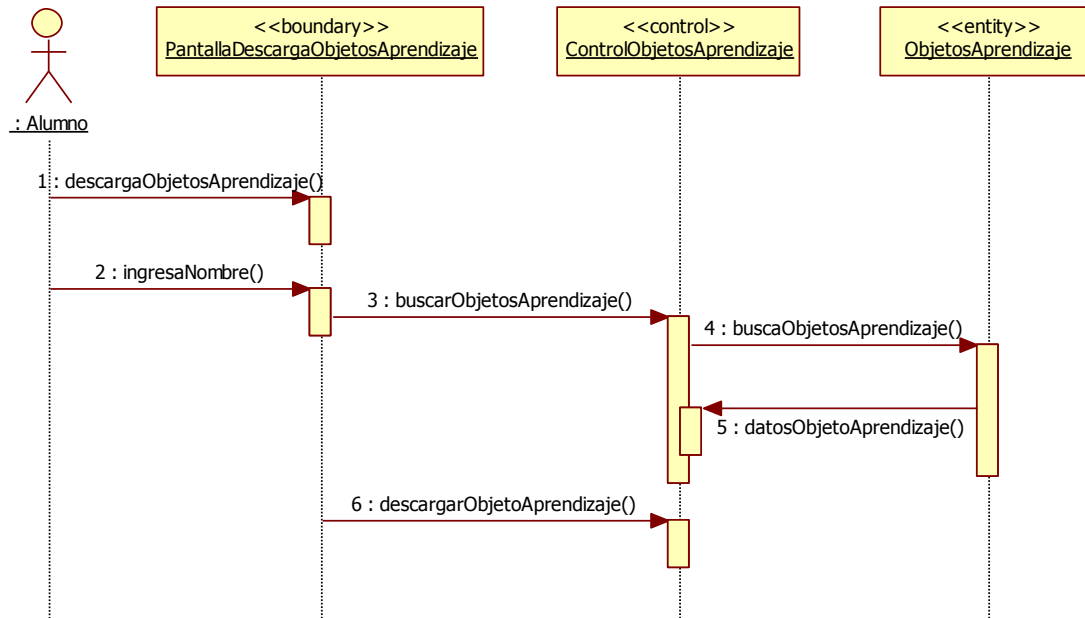 <<boundary>>
PantallaDescargaObjetosAprendizaje
<<control>>
ControlObjetosAprendizaje
<<entity>>
ObjetosAprendizaje
: Alumno
1 : descargaObjetosAprendizaje()
2 : ingresaNombre()
3 : buscarObjetosAprendizaje()
4 : buscaObjetosAprendizaje()
5 : datosObjetoAprendizaje()
6 : descargarObjetoAprendizaje()